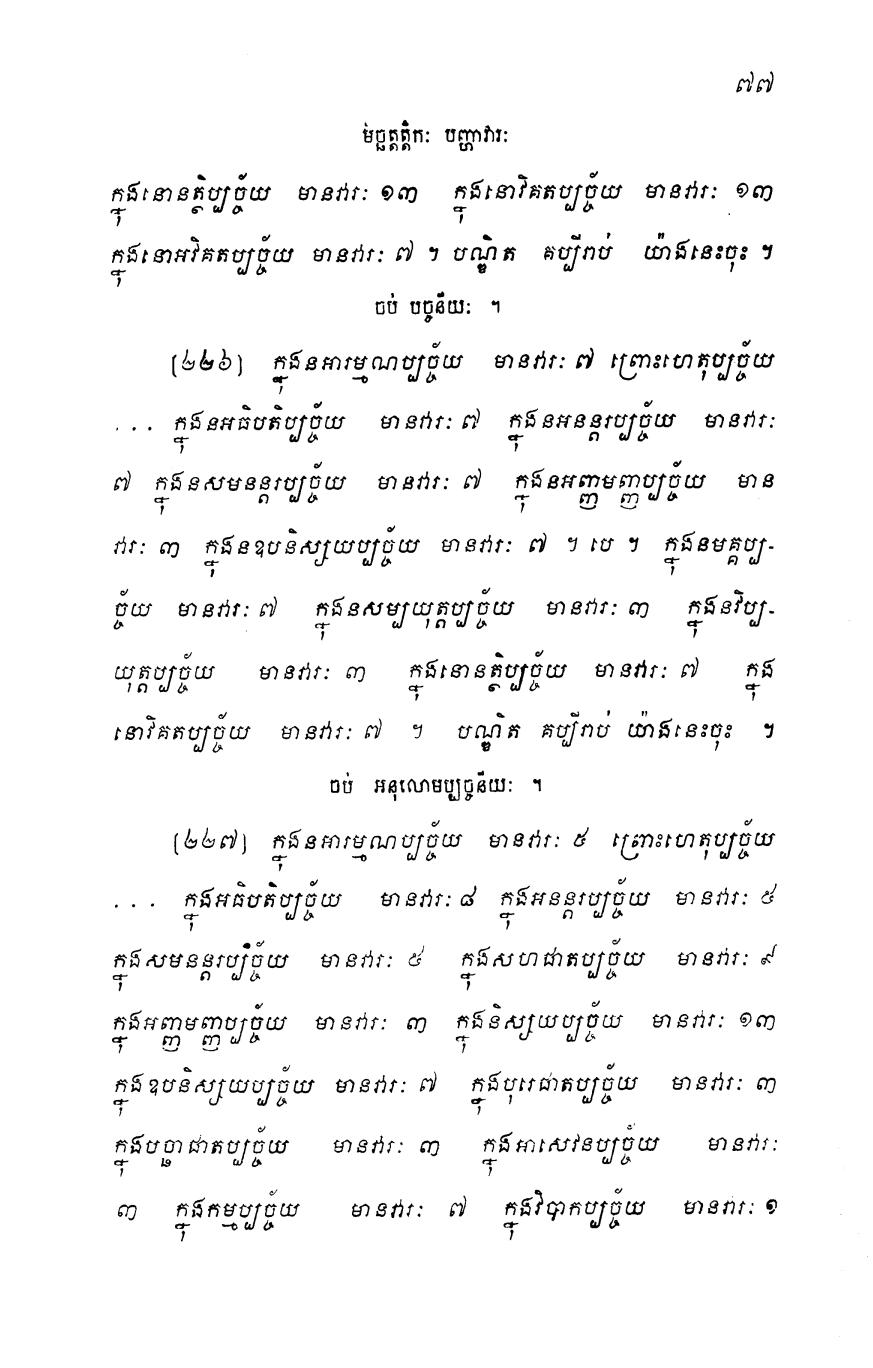 ៧៧
មិច្ឆត្តត្តិកៈ បញ្ហាវារៈ
ក្នុងនោនត្ថិប្បច្ច័យ មានវារៈ ១៣ ក្នុងនោវិគតប្បច្ច័យ មានវារៈ ១៣
ក្នុងនោអវិគតប្បច្ច័យ មានវារៈ ៧ ។ បណ្ឌិត គប្បីរាប់ យ៉ាងនេះចុះ ។
ចប់ បច្ចនីយៈ ។
[២២៦] ក្នុងនអារម្មណប្បច្ច័យ មានវារៈ ៧ ព្រោះហេតុប្បច្ច័យ
... ក្នុងនអធិបតិប្បច្ច័យ មានវារៈ ៧ ក្នុងនអនន្តរប្បច្ច័យ មានវារៈ
៧ ក្នុងនសមនន្តរប្បច្ច័យ មានវារៈ ៧ ក្នុងនអញ្ញមញ្ញប្បច្ច័យ មាន
វារៈ ៣ ក្នុងនឧបនិស្សយប្បច្ច័យ មានវារៈ ៧ ។ បេ ។ ក្នុងនមគ្គប្ប-
ច្ច័យ មានវារៈ ៧ ក្នុងនសម្បយុត្តប្បច្ច័យ មានវារៈ ៣ ក្នុងនវិប្ប-
យុត្តប្បច្ច័យ មានវារៈ ៣ ក្នុងនោនត្ថិប្បច្ច័យ មានវារៈ ៧ ក្នុង
នោវិគតប្បច្ច័យ មានវារៈ ៧ ។ បណ្ឌិត គប្បីរាប់ យ៉ាងនេះចុះ ។
ចប់ អនុលោមប្បច្ចនីយៈ ។
[២២៧] ក្នុងនអារម្មណប្បច្ច័យ មានវារៈ ៥ ព្រោះហេតុប្បច្ច័យ
... ក្នុងអធិបតិប្បច្ច័យ មានវារៈ ៨ ក្នុងអនន្តរប្បច្ច័យ មានវារៈ ៥
ក្នុងសមនន្តរប្បច្ច័យ មានវារៈ ៥ ក្នុងសហជាតប្បច្ច័យ មានវារៈ ៩
ក្នុងអញ្ញមញ្ញប្បច្ច័យ មានវារៈ ៣ ក្នុងនិស្សយប្បច្ច័យ មានវារៈ ១៣
ក្នុងឧបនិស្សយប្បច្ច័យ មានវារៈ ៧ ក្នុងបុរេជាតប្បច្ច័យ មានវារៈ ៣
ក្នុងបច្ឆាជាតប្បច្ច័យ មានវារៈ ៣ ក្នុងអាសេវនប្បច្ច័យ មានវារៈ
៣ ក្នុងកម្មប្បច្ច័យ មានវារៈ ៧ ក្នុងវិបាកប្បច្ច័យ មានវារៈ ១